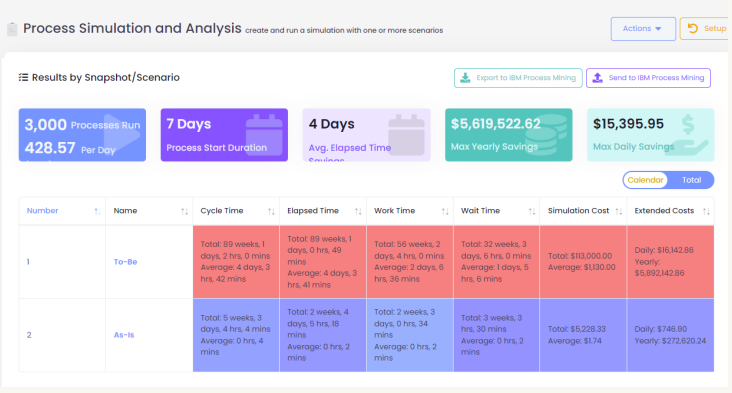 Process Simulation and Analysis create and run a simulation with one or more scenarios
Actions
Setup
Results by Snapshot/Scenario
Export to IBM Process Mining
Send to IBM Process Mining
3,000 Processes Run
428.57 Per Day
7 Days
Process Start Duration
4 Days
Avg. Elapsed Time
Savings
$5,619,522.62
Max Yearly Savings
$15,395.95
Max Daily Savings
Calendar Total
Number Name Cycle Time Elapsed Time Work Time Wait Time Simulation Cost Extended Costs
1
To-Be
Total: 89 weeks, 1
days, 2 hrs, 0 mins
Average: 4 days, 3
hrs, 42 mins
Total: 89 weeks, 1
days, 0 hrs, 49
mins
Average: 4 days, 3
hrs, 41 mins
Total: 56 weeks, 2
days, 4 hrs, 0 mins
Average: 2 days, 6
hrs, 36 mins
Total: 32 weeks, 3
days, 6 hrs, 0 mins
Average: 1 days, 5
hrs, 6 mins
Total: $113,000.00
Average: $1,130.00
Daily: $16,142.86
Yearly:
$5,892,142.86
2
As-Is
Total: 5 weeks, 3
days, 4 hrs, 4 mins
Average: 0 hrs, 4
mins
Total: 2 weeks, 4
days, 5 hrs, 18
mins
Average: 0 hrs, 2
mins
Total: 2 weeks, 3
days, 0 hrs, 34
mins
Average: 0 hrs, 2
mins
Total: 3 weeks, 3
hrs, 30 mins
Average: 0 hrs, 2
mins
Total: $5,228.33
Average: $1.74
Daily: $746.90
Yearly: $272,620.24